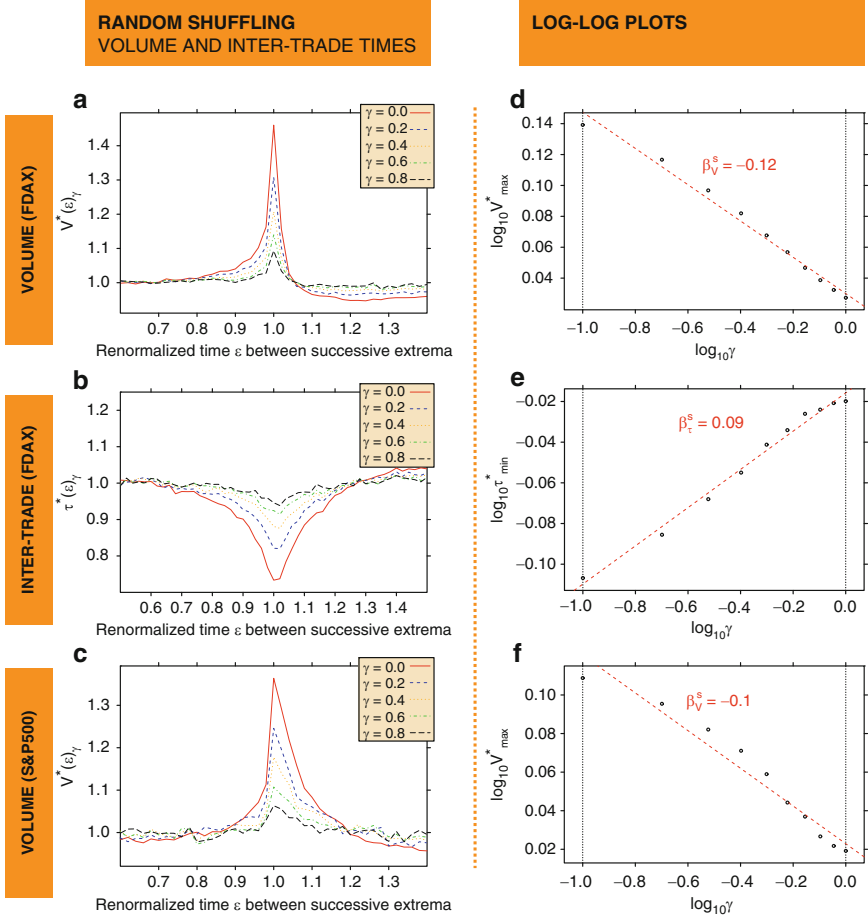 RANDOM SHUFFLING
VOLUME AND INTER-TRADE TIMES
LOG-LOG PLOTS
VOLUME (FDAX)
a
V*(ε)γ
1.4
1.3
1.2
1.1
1.0
γ = 0.0
γ = 0.2
γ = 0.4
γ = 0.6
γ = 0.8
0.7 0.8 0.9 1.0 1.1 1.2 1.3
Renormalized time ε between successive extrema
d
log10V*max
0.14
0.12
0.10
0.08
0.06
0.04
βVs = −0.12
−1.0 −0.8 −0.6 −0.4 −0.2 0.0
log10γ
INTER-TRADE (FDAX)
b
τ*(ε)γ
1.2
1.1
1.0
0.9
0.8
γ = 0.0
γ = 0.2
γ = 0.4
γ = 0.6
γ = 0.8
0.6 0.7 0.8 0.9 1.0 1.1 1.2 1.3 1.4
Renormalized time ε between successive extrema
e
log10τ*min
−0.02
−0.04
−0.06
−0.08
−0.10
βτs = 0.09
−1.0 −0.8 −0.6 −0.4 −0.2 0.0
log10γ
VOLUME (S&P500)
c
V*(ε)γ
1.3
1.2
1.1
1.0
γ = 0.0
γ = 0.2
γ = 0.4
γ = 0.6
γ = 0.8
0.7 0.8 0.9 1.0 1.1 1.2 1.3
Renormalized time ε between successive extrema
f
log10V*max
0.10
0.08
0.06
0.04
0.02
βVs = −0.1
−1.0 −0.8 −0.6 −0.4 −0.2 0.0
log10γ